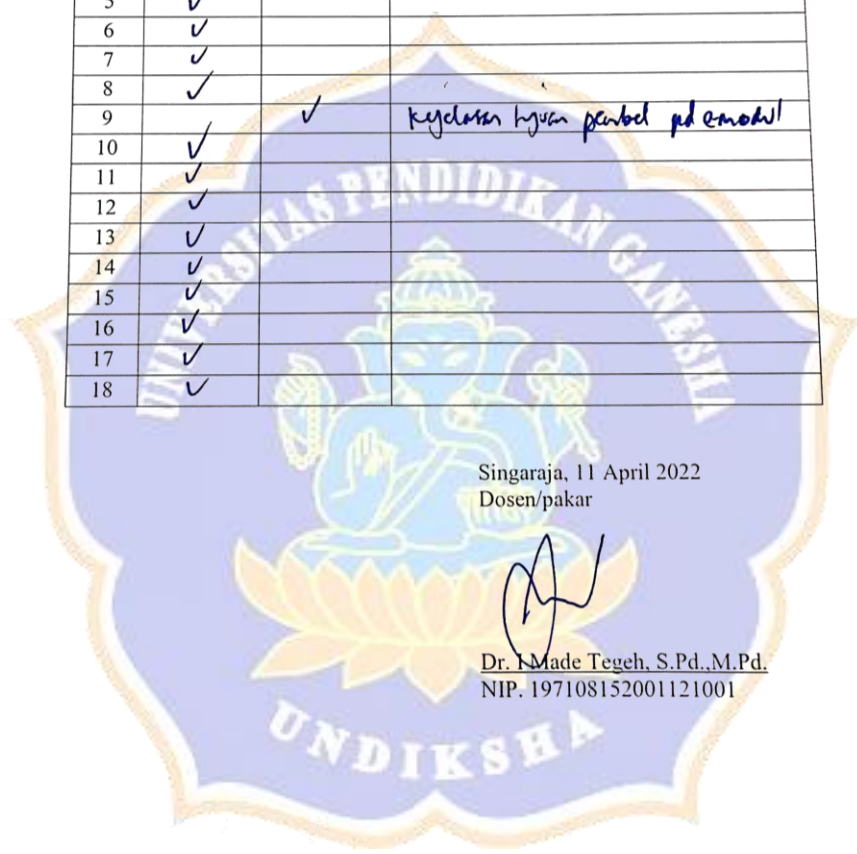 5 ✓
6 ✓
7 ✓
8 ✓
9 ✓ kejelasan tujuan pembel pd emodul
10 ✓
11 ✓
12 ✓
13 ✓
14 ✓
15 ✓
16 ✓
17 ✓
18 ✓
UNIVERSITAS PENDIDIKAN GANESHA
Singaraja, 11 April 2022
Dosen/pakar
Dr. I Made Tegeh, S.Pd.,M.Pd.
NIP. 197108152001121001
UNDIKSHA